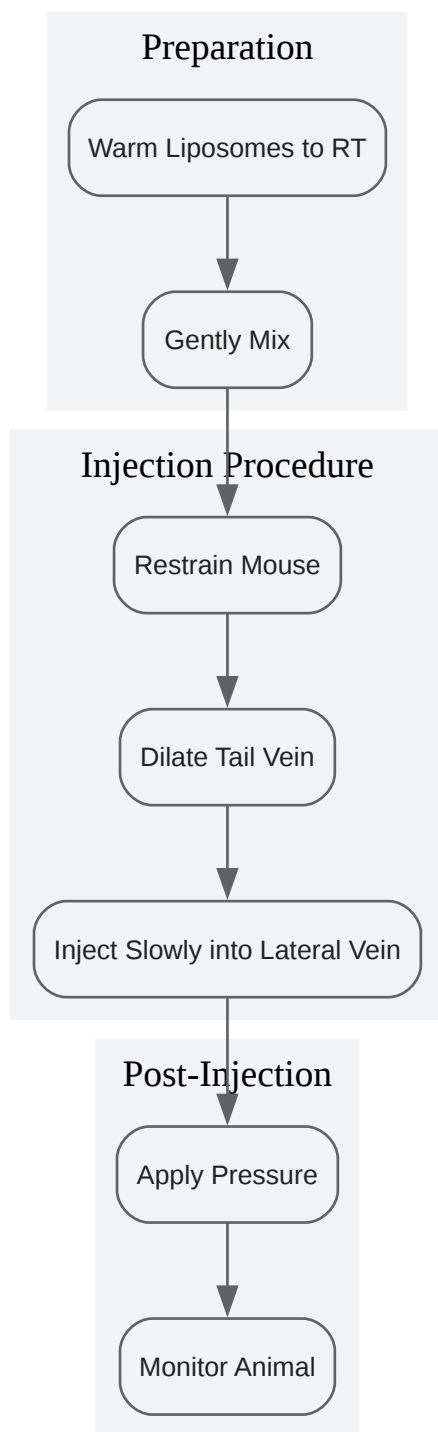 Preparation
Warm Liposomes to RT
Gently Mix
Injection Procedure
Restrain Mouse
Dilate Tail Vein
Inject Slowly into Lateral Vein
Post-Injection
Apply Pressure
Monitor Animal